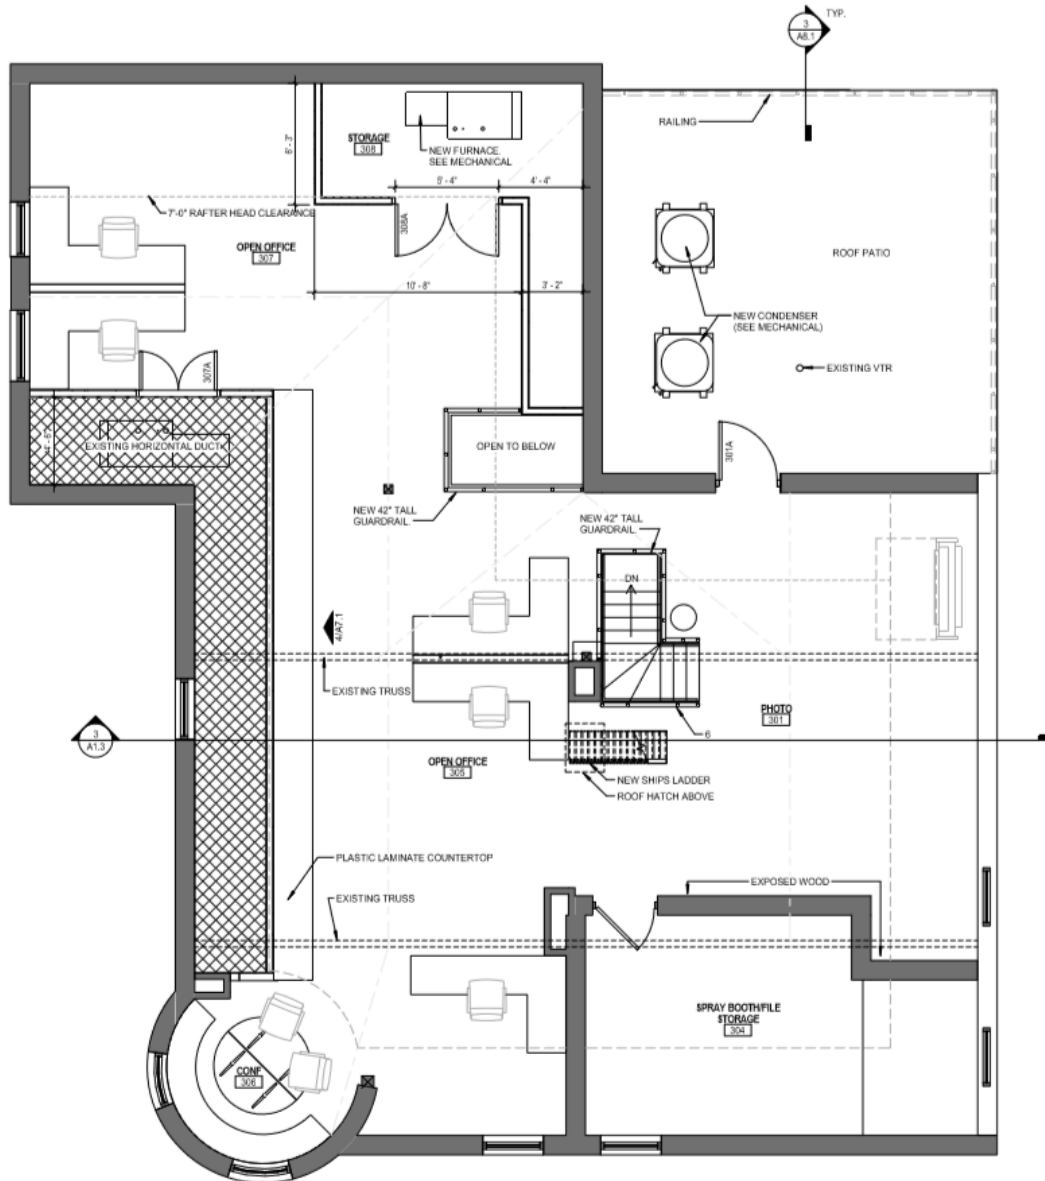 3
A8.1
TYP.
RAILING
STORAGE
308
NEW FURNACE.
SEE MECHANICAL
6' - 3"
5' - 4"
4' - 4"
7'-0" RAFTER HEAD CLEARANCE
308A
OPEN OFFICE
307
ROOF PATIO
10' - 8"
3' - 2"
NEW CONDENSER
(SEE MECHANICAL)
307A
EXISTING VTR
EXISTING HORIZONTAL DUCT
4' - 6"
OPEN TO BELOW
301A
NEW 42" TALL
GUARDRAIL.
NEW 42" TALL
GUARDRAIL.
DN
4/A7.1
EXISTING TRUSS
PHOTO
301
6
3
A1.3
OPEN OFFICE
305
NEW SHIPS LADDER
ROOF HATCH ABOVE
PLASTIC LAMINATE COUNTERTOP
EXPOSED WOOD
EXISTING TRUSS
SPRAY BOOTH/FILE
STORAGE
304
CONF
306